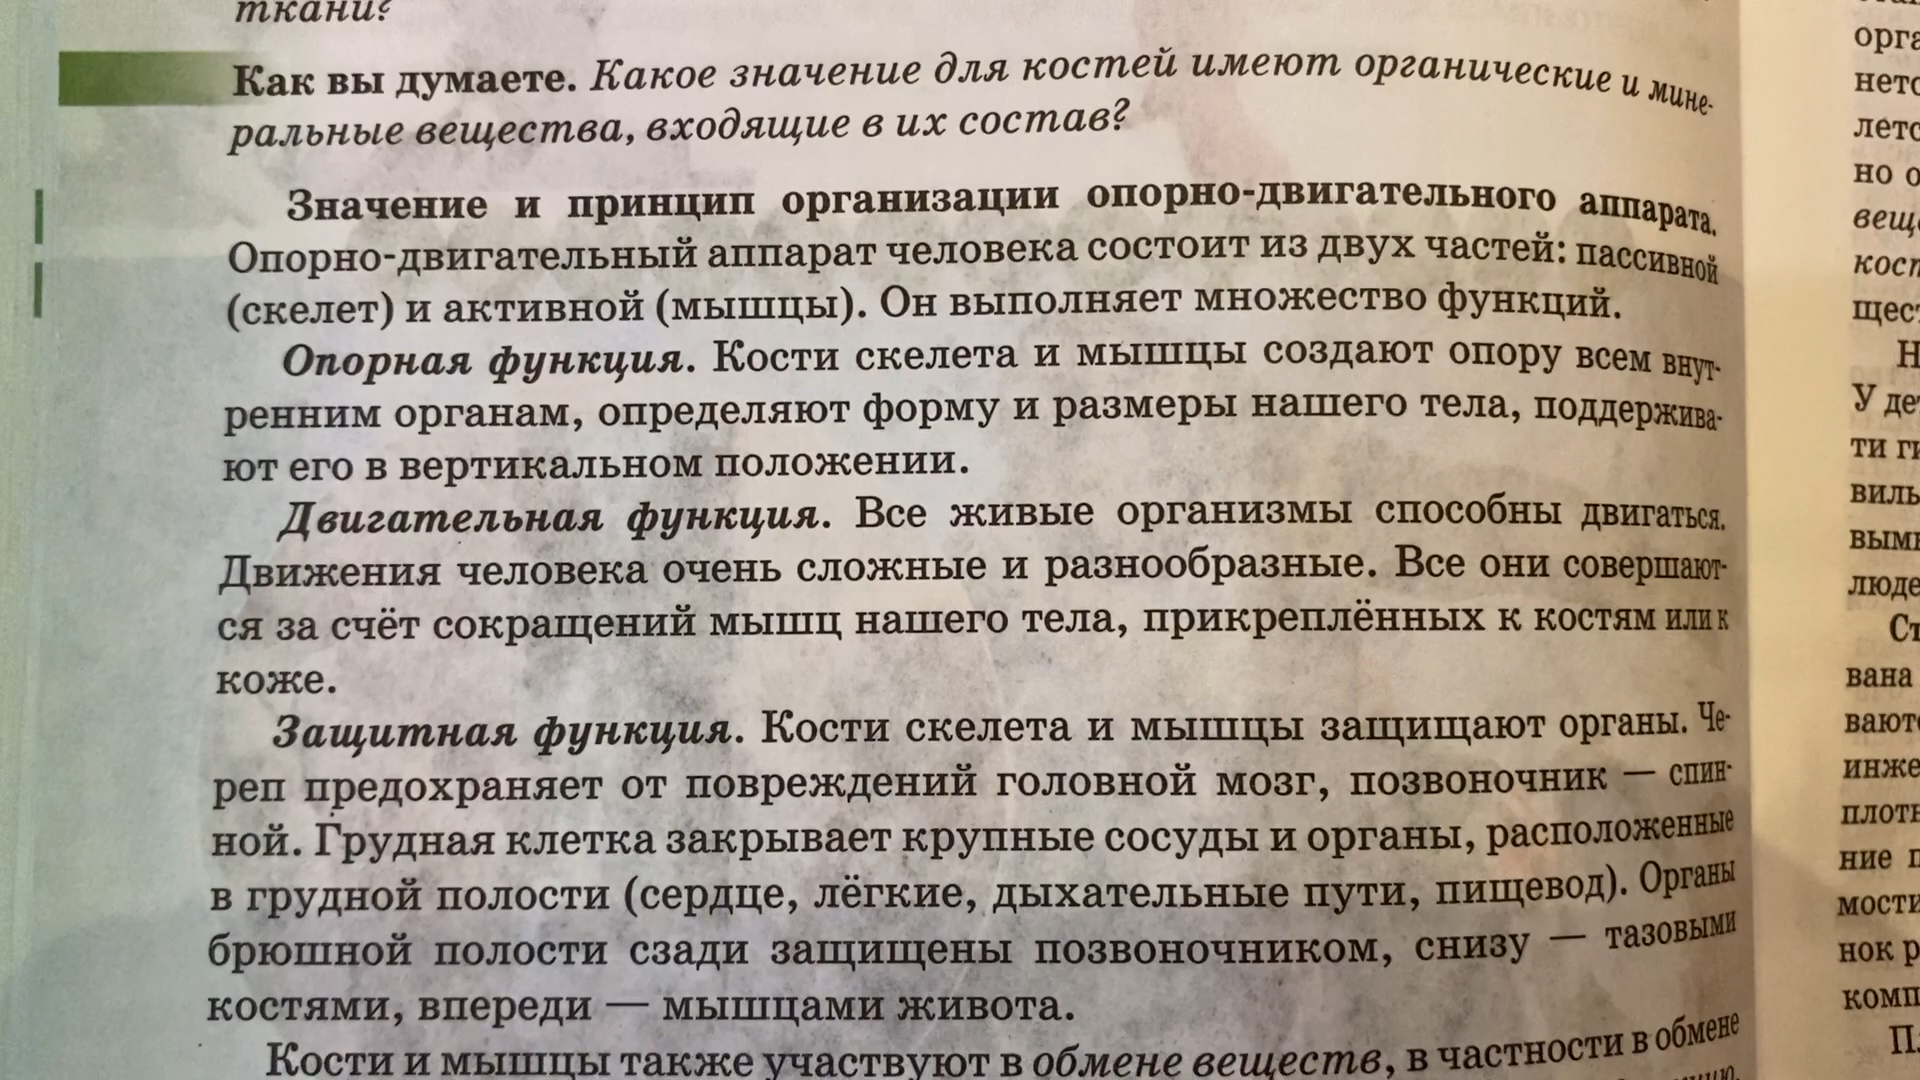 ткани?
Как вы думаете. Какое значение для костей имеют органические и мине-
ральные вещества, входящие в их состав?
Значение и принцип организации опорно-двигательного аппарата.
Опорно-двигательный аппарат человека состоит из двух частей: пассивной
(скелет) и активной (мышцы). Он выполняет множество функций.
Опорная функция. Кости скелета и мышцы создают опору всем внут-
ренним органам, определяют форму и размеры нашего тела, поддержива-
ют его в вертикальном положении.
Двигательная функция. Все живые организмы способны двигаться.
Движения человека очень сложные и разнообразные. Все они совершают-
ся за счёт сокращений мышц нашего тела, прикреплённых к костям или к
коже.
Защитная функция. Кости скелета и мышцы защищают органы. Че-
реп предохраняет от повреждений головной мозг, позвоночник — спин-
ной. Грудная клетка закрывает крупные сосуды и органы, расположенные
в грудной полости (сердце, лёгкие, дыхательные пути, пищевод). Органы
брюшной полости сзади защищены позвоночником, снизу — тазовыми
костями, впереди — мышцами живота.
Кости и мышцы также участвуют в обмене веществ, в частности в обмене
орга
нетс
летс
но о
веще
кост
щест
Н
У де
ти ги
виль
вым
люде
Ст
вана
вают
инже
плотн
ние п
мости
нок р
комп